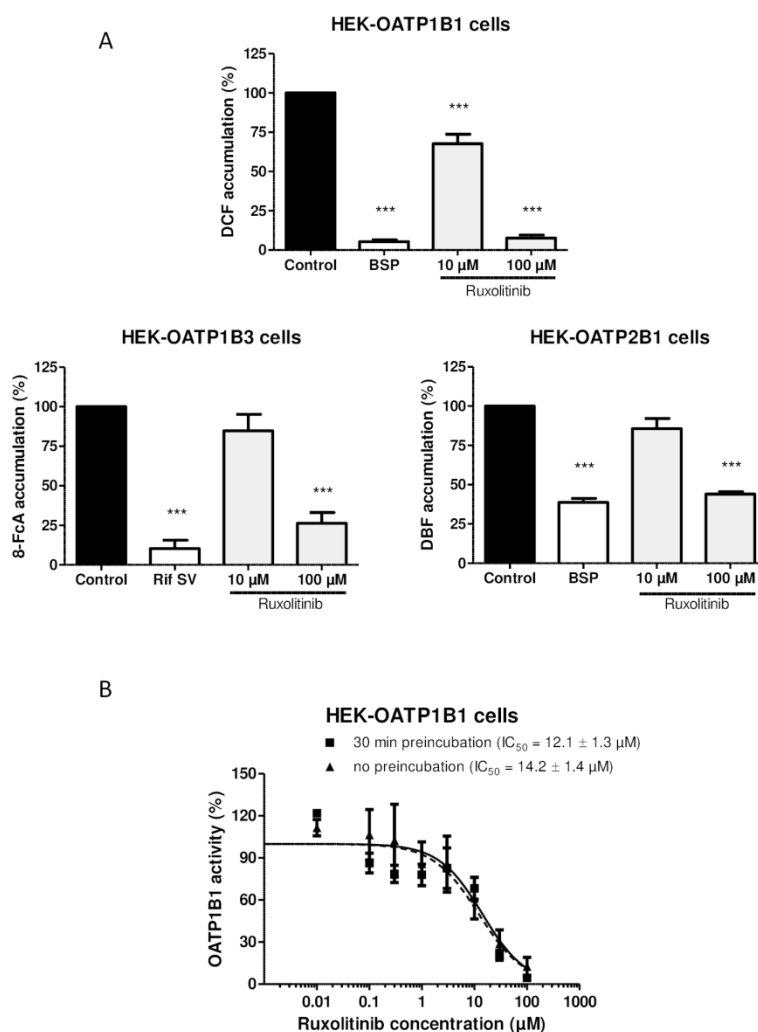 A
HEK-OATP1B1 cells
DCF accumulation (%)
125
100
75
50
25
0
***
***
***
Control
BSP
10 µM
100 µM
Ruxolitinib
HEK-OATP1B3 cells
8-FcA accumulation (%)
125
100
75
50
25
0
***
***
Control
Rif SV
10 µM
100 µM
Ruxolitinib
HEK-OATP2B1 cells
DBF accumulation (%)
125
100
75
50
25
0
***
***
Control
BSP
10 µM
100 µM
Ruxolitinib
B
HEK-OATP1B1 cells
30 min preincubation (IC50 = 12.1 ± 1.3 µM)
no preincubation (IC50 = 14.2 ± 1.4 µM)
OATP1B1 activity (%)
150
120
90
60
30
0
0.01
0.1
1
10
100
1000
Ruxolitinib concentration (µM)